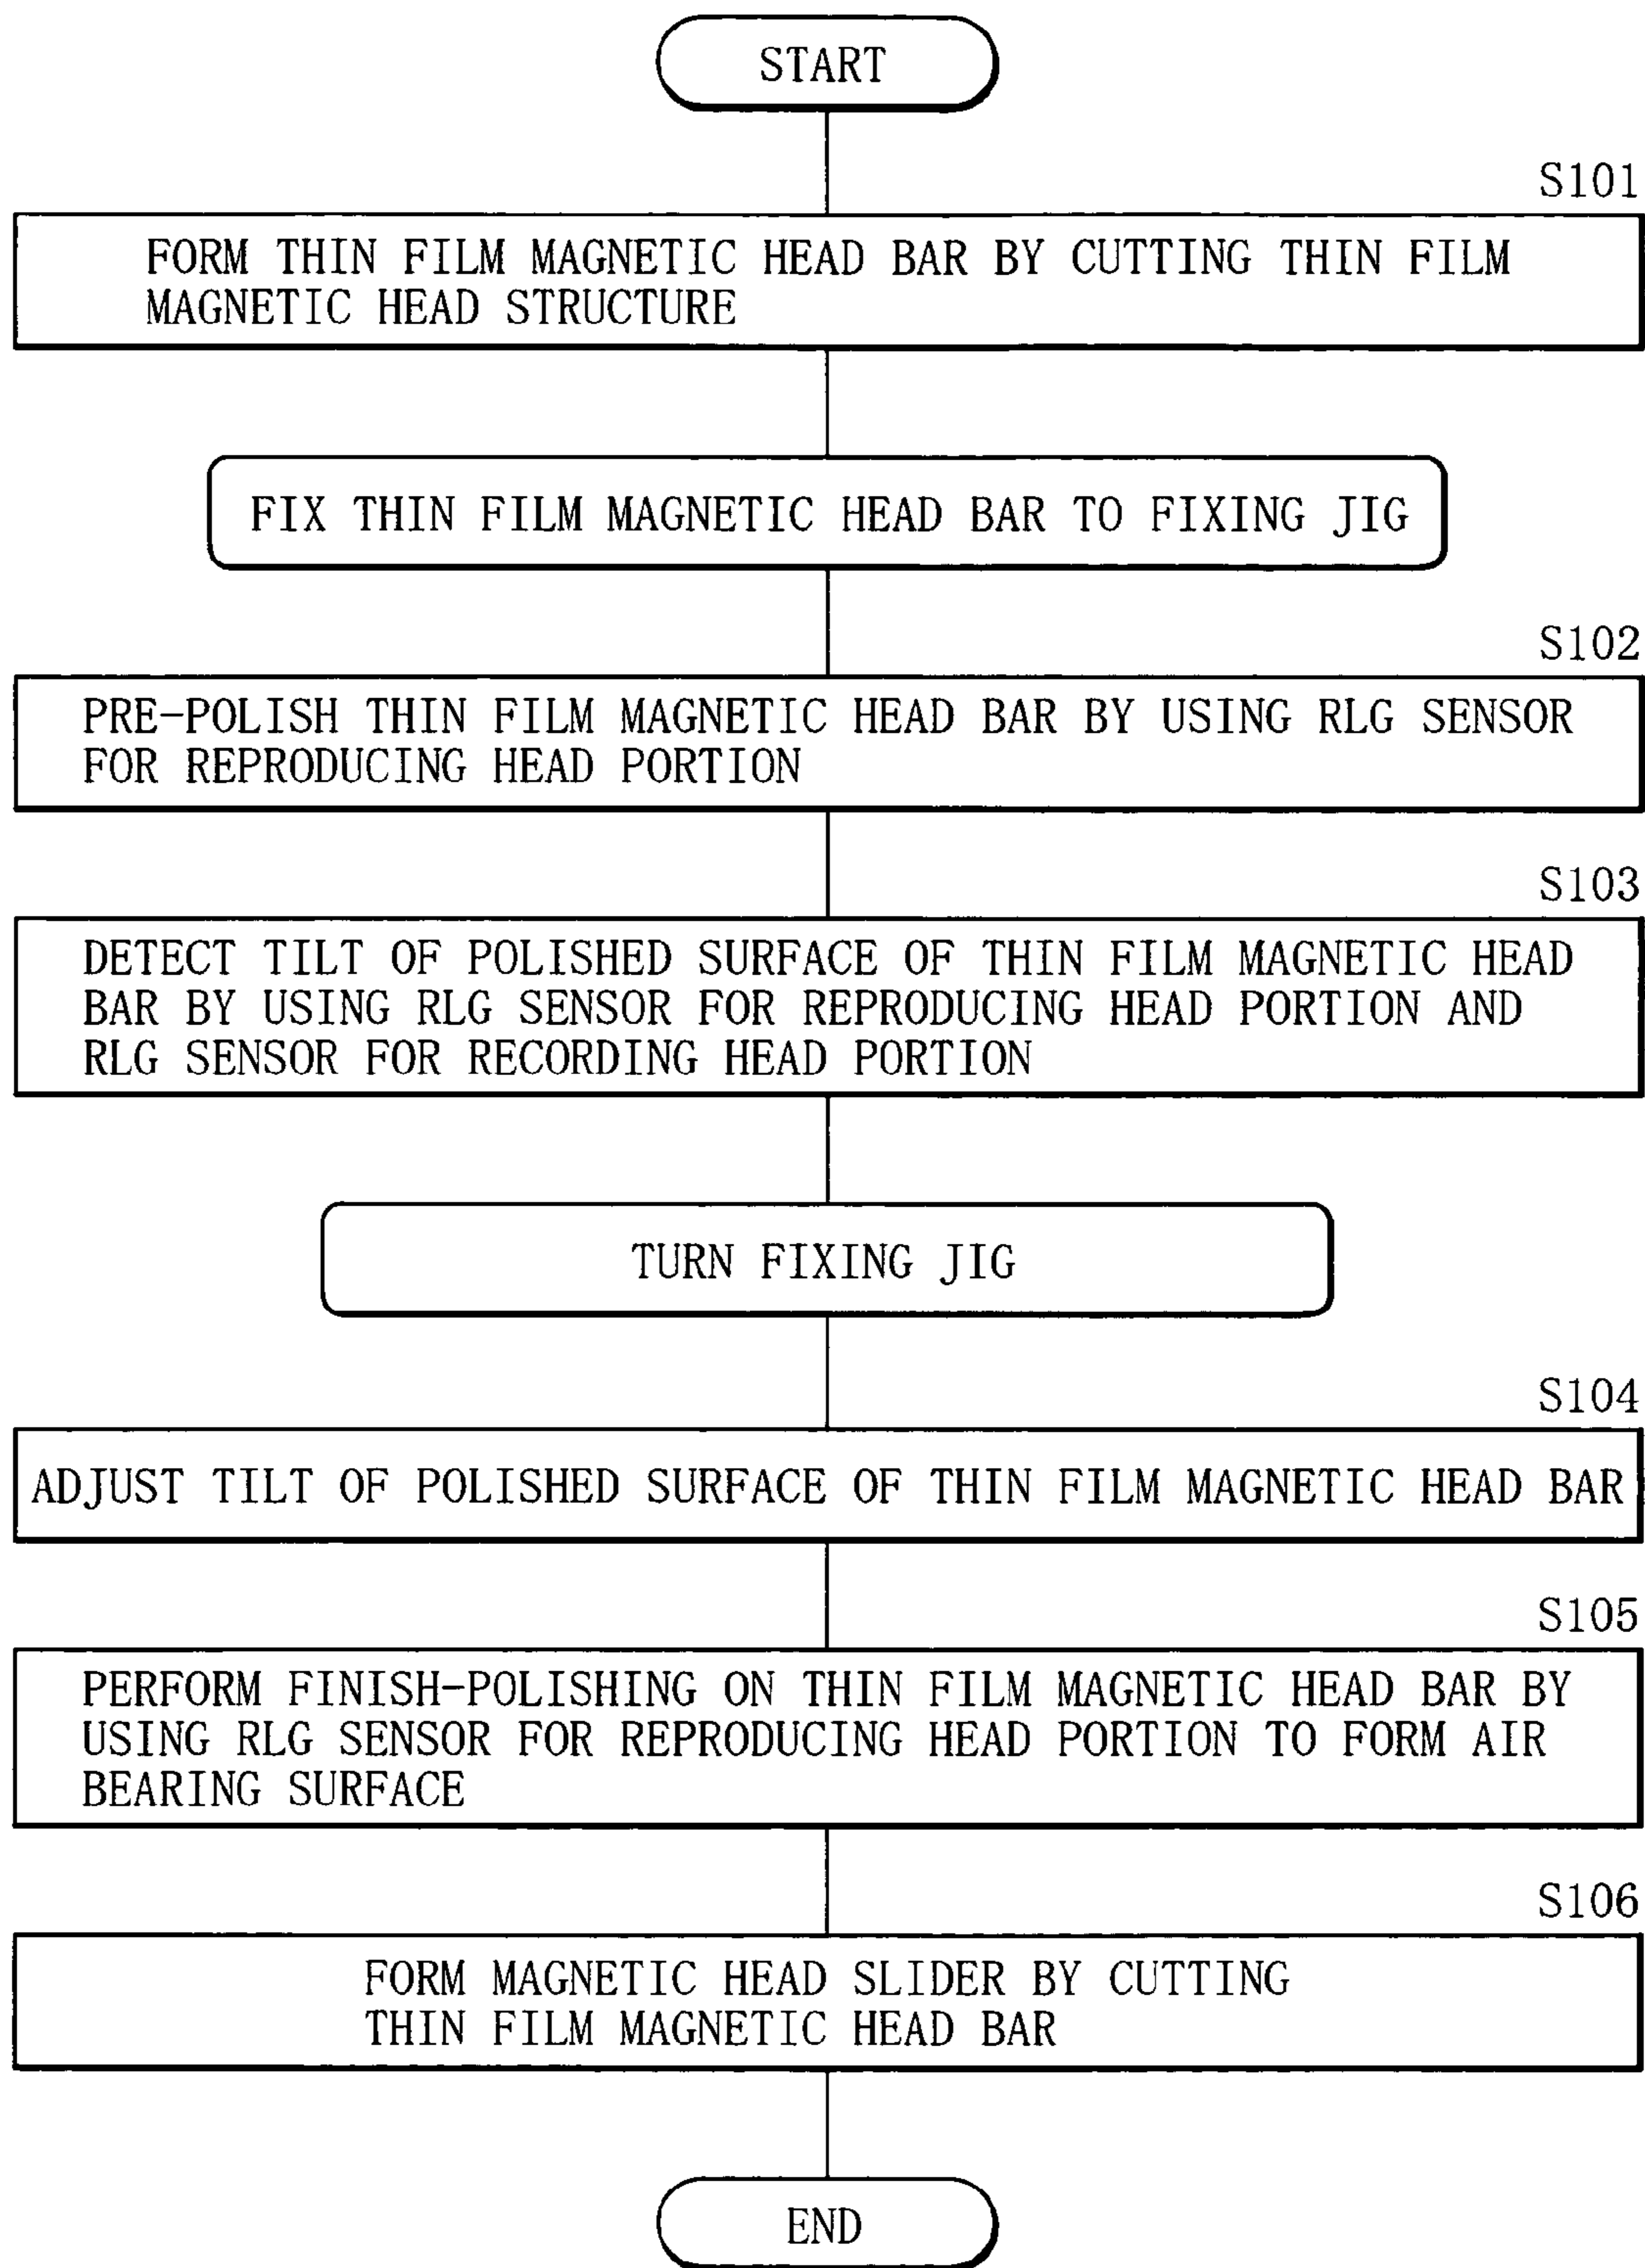 START
S101
FORM THIN FILM MAGNETIC HEAD BAR BY CUTTING THIN FILM
MAGNETIC HEAD STRUCTURE
FIX THIN FILM MAGNETIC HEAD BAR TO FIXING JIG
S102
PRE-POLISH THIN FILM MAGNETIC HEAD BAR BY USING RLG SENSOR
FOR REPRODUCING HEAD PORTION
S103
DETECT TILT OF POLISHED SURFACE OF THIN FILM MAGNETIC HEAD
BAR BY USING RLG SENSOR FOR REPRODUCING HEAD PORTION AND
RLG SENSOR FOR RECORDING HEAD PORTION
TURN FIXING JIG
S104
ADJUST TILT OF POLISHED SURFACE OF THIN FILM MAGNETIC HEAD BAR
S105
PERFORM FINISH-POLISHING ON THIN FILM MAGNETIC HEAD BAR BY
USING RLG SENSOR FOR REPRODUCING HEAD PORTION TO FORM AIR
BEARING SURFACE
S106
FORM MAGNETIC HEAD SLIDER BY CUTTING
THIN FILM MAGNETIC HEAD BAR
END